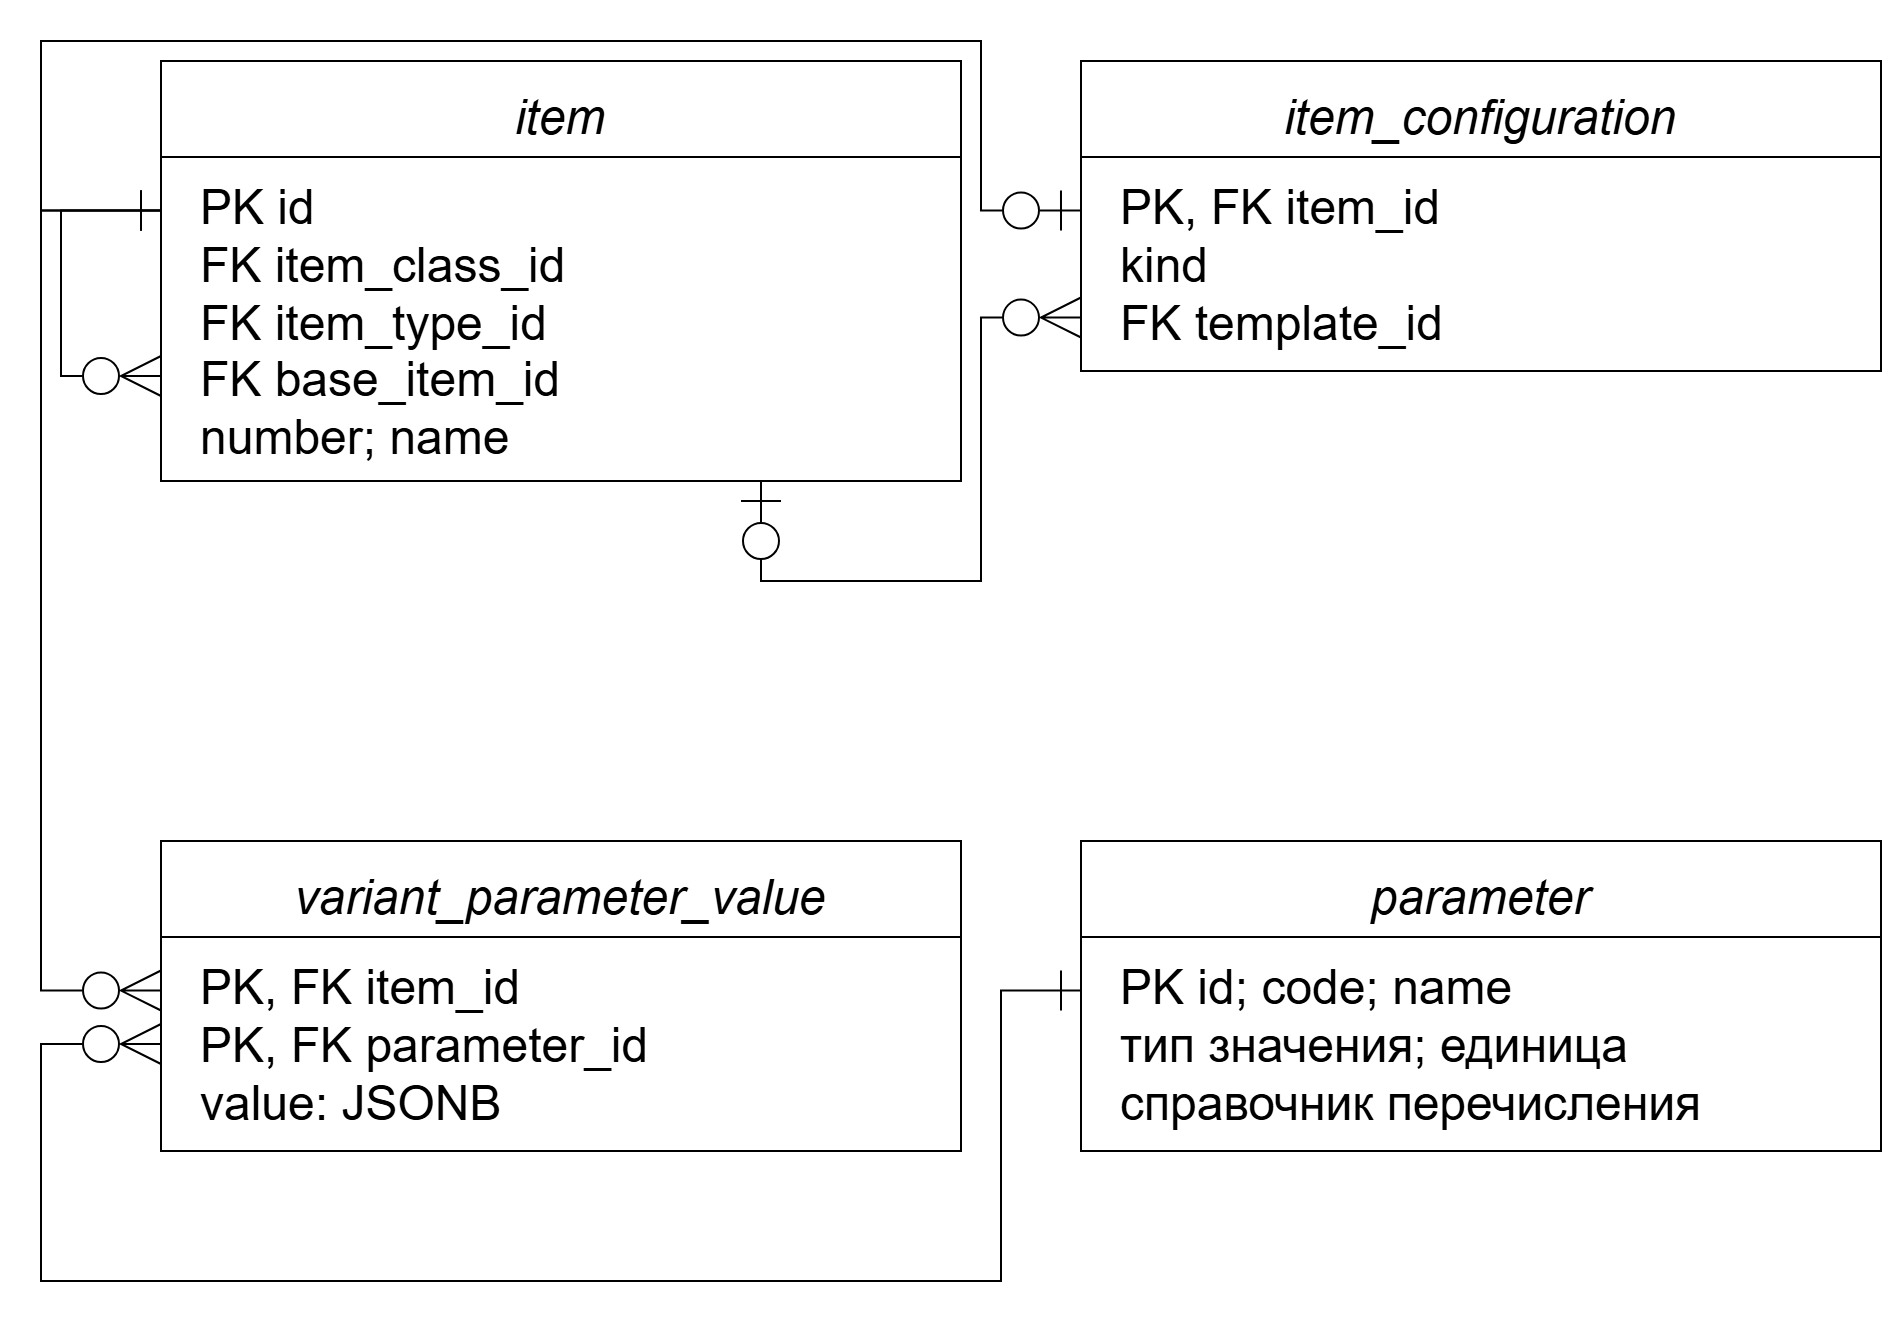 item
PK id
FK item_class_id
FK item_type_id
FK base_item_id
number; name
item_configuration
PK, FK item_id
kind
FK template_id
variant_parameter_value
PK, FK item_id
PK, FK parameter_id
value: JSONB
parameter
PK id; code; name
тип значения; единица
справочник перечисления